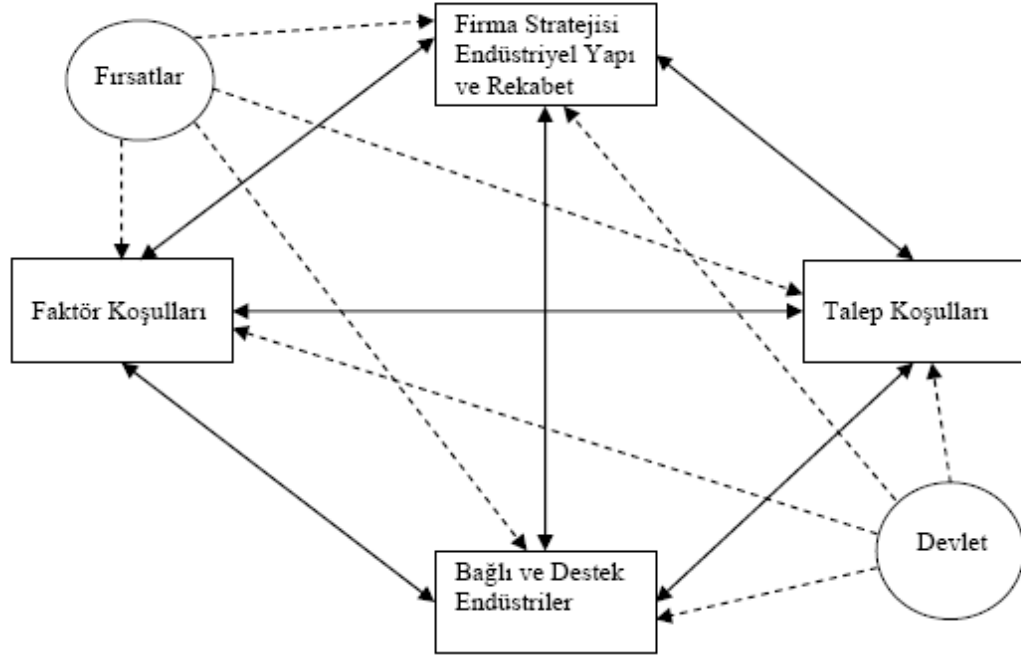 Firma Stratejisi
Endüstriyel Yapı
ve Rekabet
Fırsatlar
Faktör Koşulları
Talep Koşulları
Devlet
Bağlı ve Destek
Endüstriler